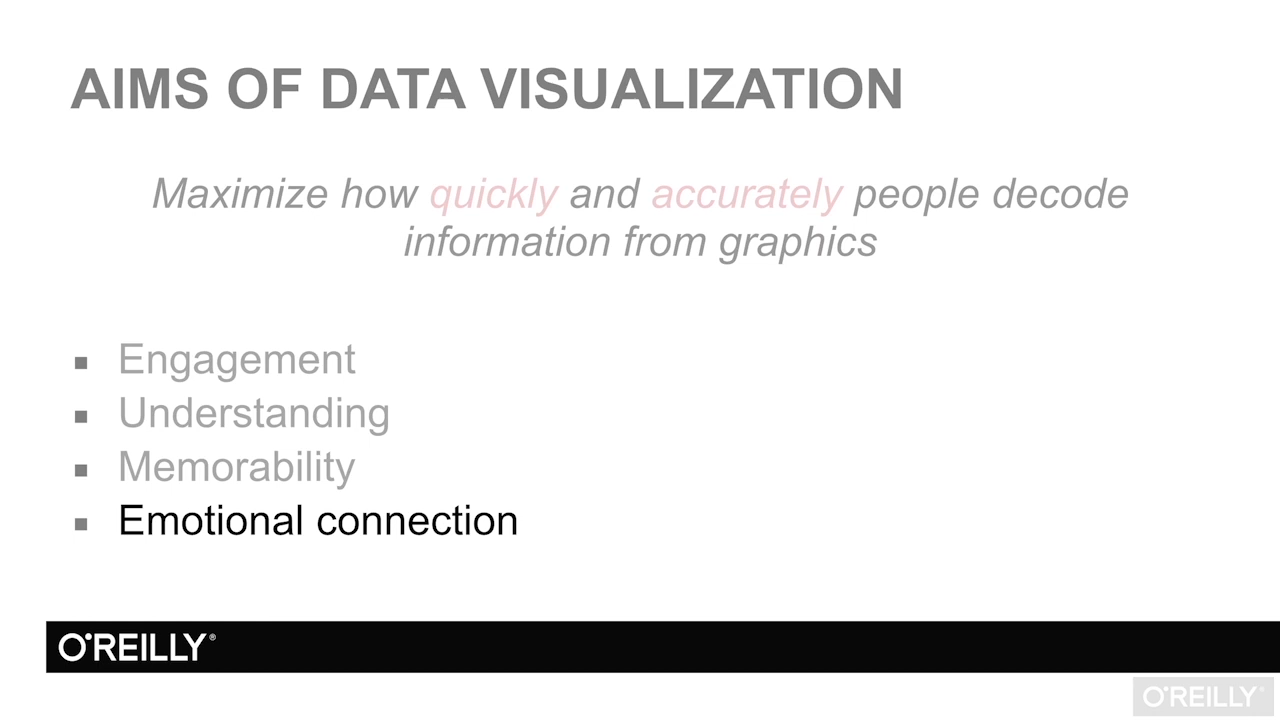 AIMS OF DATA VISUALIZATION
Maximize how quickly and accurately people decode
information from graphics
▪ Engagement
▪ Understanding
▪ Memorability
▪ Emotional connection
O'REILLY®
O'REILLY®